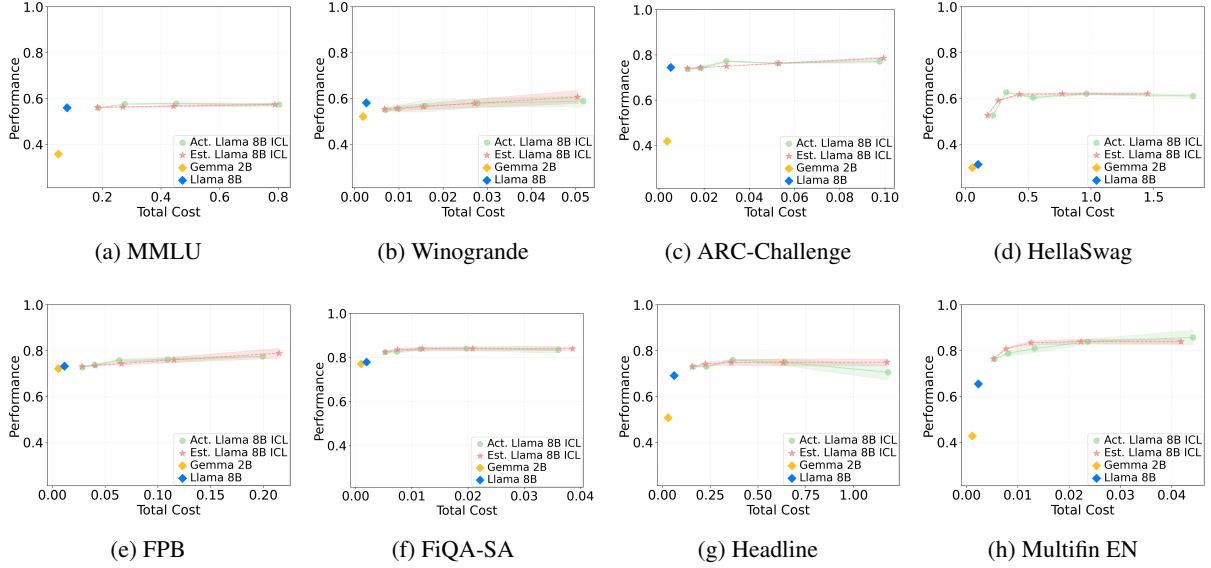 Performance
1.0
0.8
0.6
0.4
0.2 0.4 0.6 0.8
Total Cost
Act. Llama 8B ICL
Est. Llama 8B ICL
Gemma 2B
Llama 8B
(a) MMLU
Performance
1.0
0.8
0.6
0.4
0.00 0.01 0.02 0.03 0.04 0.05
Total Cost
Act. Llama 8B ICL
Est. Llama 8B ICL
Gemma 2B
Llama 8B
(b) Winogrande
Performance
1.0
0.8
0.6
0.4
0.00 0.02 0.04 0.06 0.08 0.10
Total Cost
Act. Llama 8B ICL
Est. Llama 8B ICL
Gemma 2B
Llama 8B
(c) ARC-Challenge
Performance
1.0
0.8
0.6
0.4
0.0 0.5 1.0 1.5
Total Cost
Act. Llama 8B ICL
Est. Llama 8B ICL
Gemma 2B
Llama 8B
(d) HellaSwag
Performance
1.0
0.8
0.6
0.4
0.00 0.05 0.10 0.15 0.20
Total Cost
Act. Llama 8B ICL
Est. Llama 8B ICL
Gemma 2B
Llama 8B
(e) FPB
Performance
1.0
0.8
0.6
0.4
0.00 0.01 0.02 0.03 0.04
Total Cost
Act. Llama 8B ICL
Est. Llama 8B ICL
Gemma 2B
Llama 8B
(f) FiQA-SA
Performance
1.0
0.8
0.6
0.4
0.00 0.25 0.50 0.75 1.00
Total Cost
Act. Llama 8B ICL
Est. Llama 8B ICL
Gemma 2B
Llama 8B
(g) Headline
Performance
1.0
0.8
0.6
0.4
0.00 0.01 0.02 0.03 0.04
Total Cost
Act. Llama 8B ICL
Est. Llama 8B ICL
Gemma 2B
Llama 8B
(h) Multifin EN